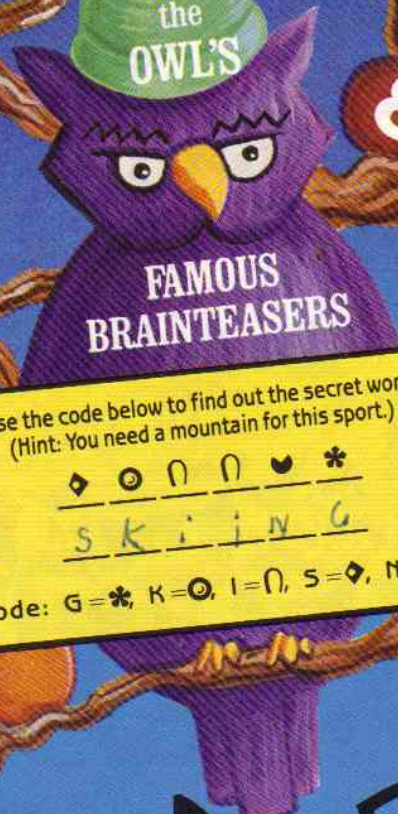 the
OWL'S
FAMOUS
BRAINTEASERS
se the code below to find out the secret wor
(Hint: You need a mountain for this sport.)
S K i i N G
ode: G=✱, K=◉, I=∩, S=◆, N